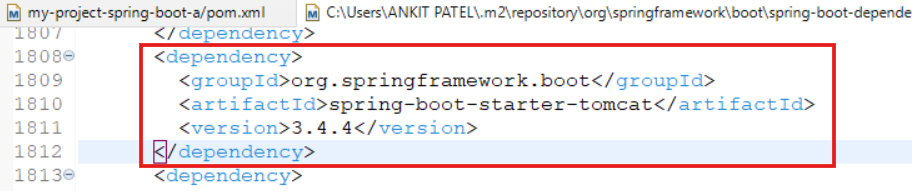 my-project-spring-boot-a/pom.xml C:\Users\ANKIT PATEL\.m2\repository\org\springframework\boot\spring-boot-depende
1807 </dependency>
1808 <dependency>
1809 <groupId>org.springframework.boot</groupId>
1810 <artifactId>spring-boot-starter-tomcat</artifactId>
1811 <version>3.4.4</version>
1812 </dependency>
1813 <dependency>